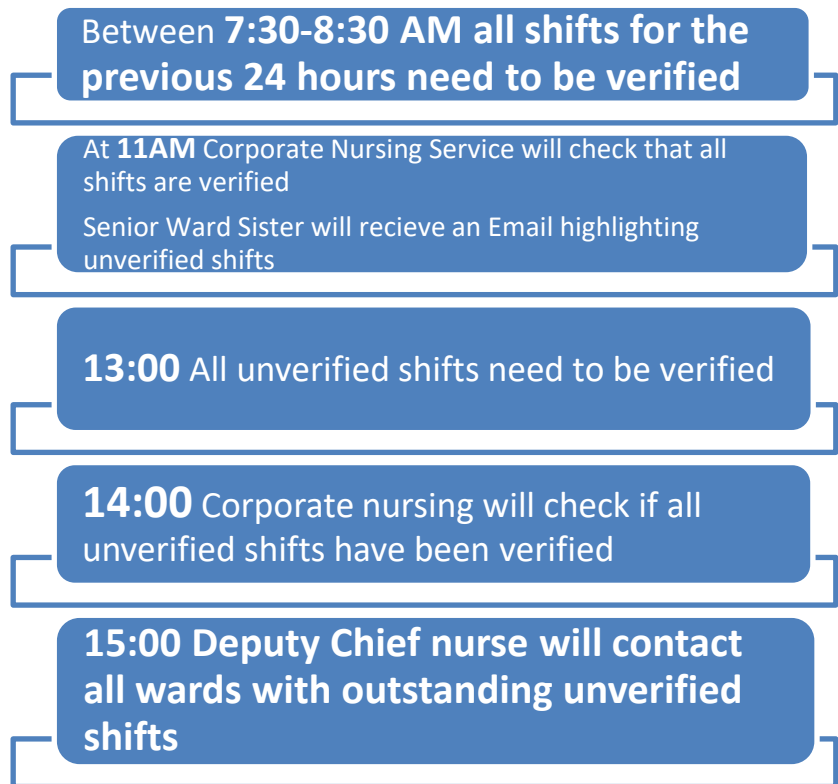 Between 7:30-8:30 AM all shifts for the
previous 24 hours need to be verified
At 11AM Corporate Nursing Service will check that all
shifts are verified
Senior Ward Sister will recieve an Email highlighting
unverified shifts
13:00 All unverified shifts need to be verified
14:00 Corporate nursing will check if all
unverified shifts have been verified
15:00 Deputy Chief nurse will contact
all wards with outstanding unverified
shifts